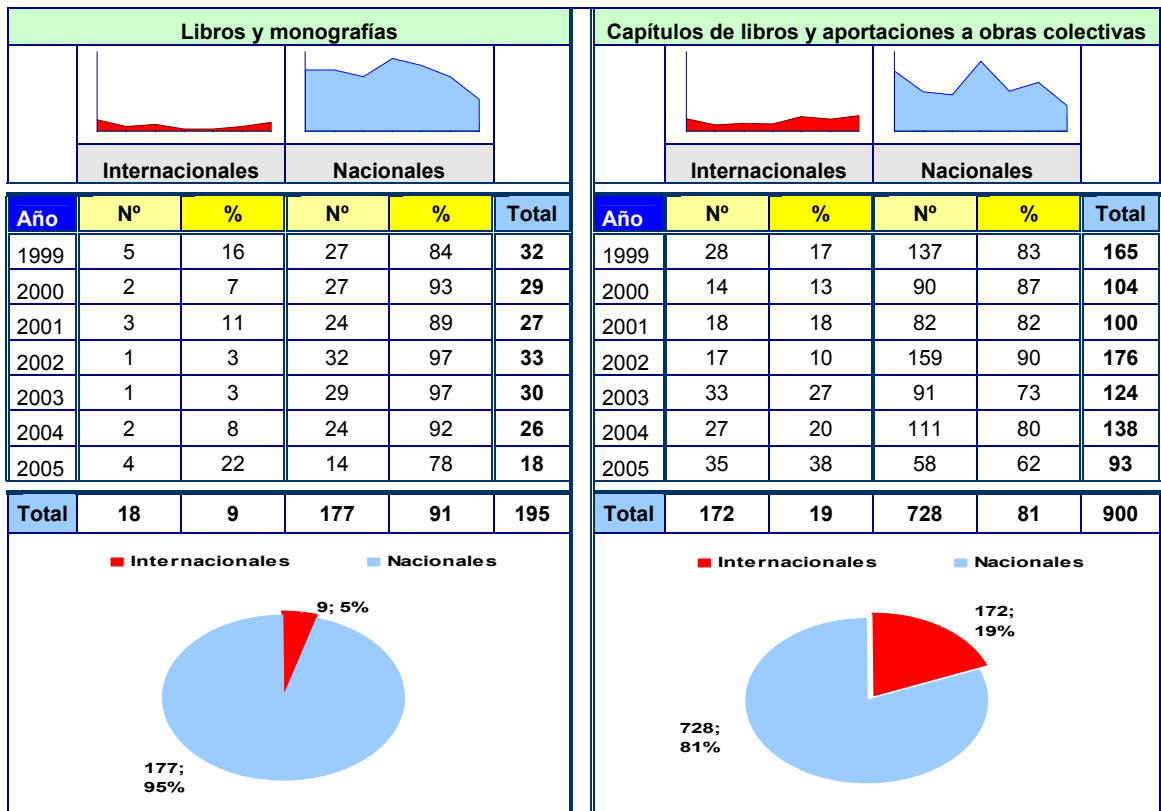 Libros y monografías
Internacionales Nacionales
Año Nº % Nº % Total
1999 5 16 27 84 32
2000 2 7 27 93 29
2001 3 11 24 89 27
2002 1 3 32 97 33
2003 1 3 29 97 30
2004 2 8 24 92 26
2005 4 22 14 78 18
Total 18 9 177 91 195
Internacionales Nacionales
9; 5%
177;
95%
Capítulos de libros y aportaciones a obras colectivas
Internacionales Nacionales
Año Nº % Nº % Total
1999 28 17 137 83 165
2000 14 13 90 87 104
2001 18 18 82 82 100
2002 17 10 159 90 176
2003 33 27 91 73 124
2004 27 20 111 80 138
2005 35 38 58 62 93
Total 172 19 728 81 900
Internacionales Nacionales
172;
19%
728;
81%